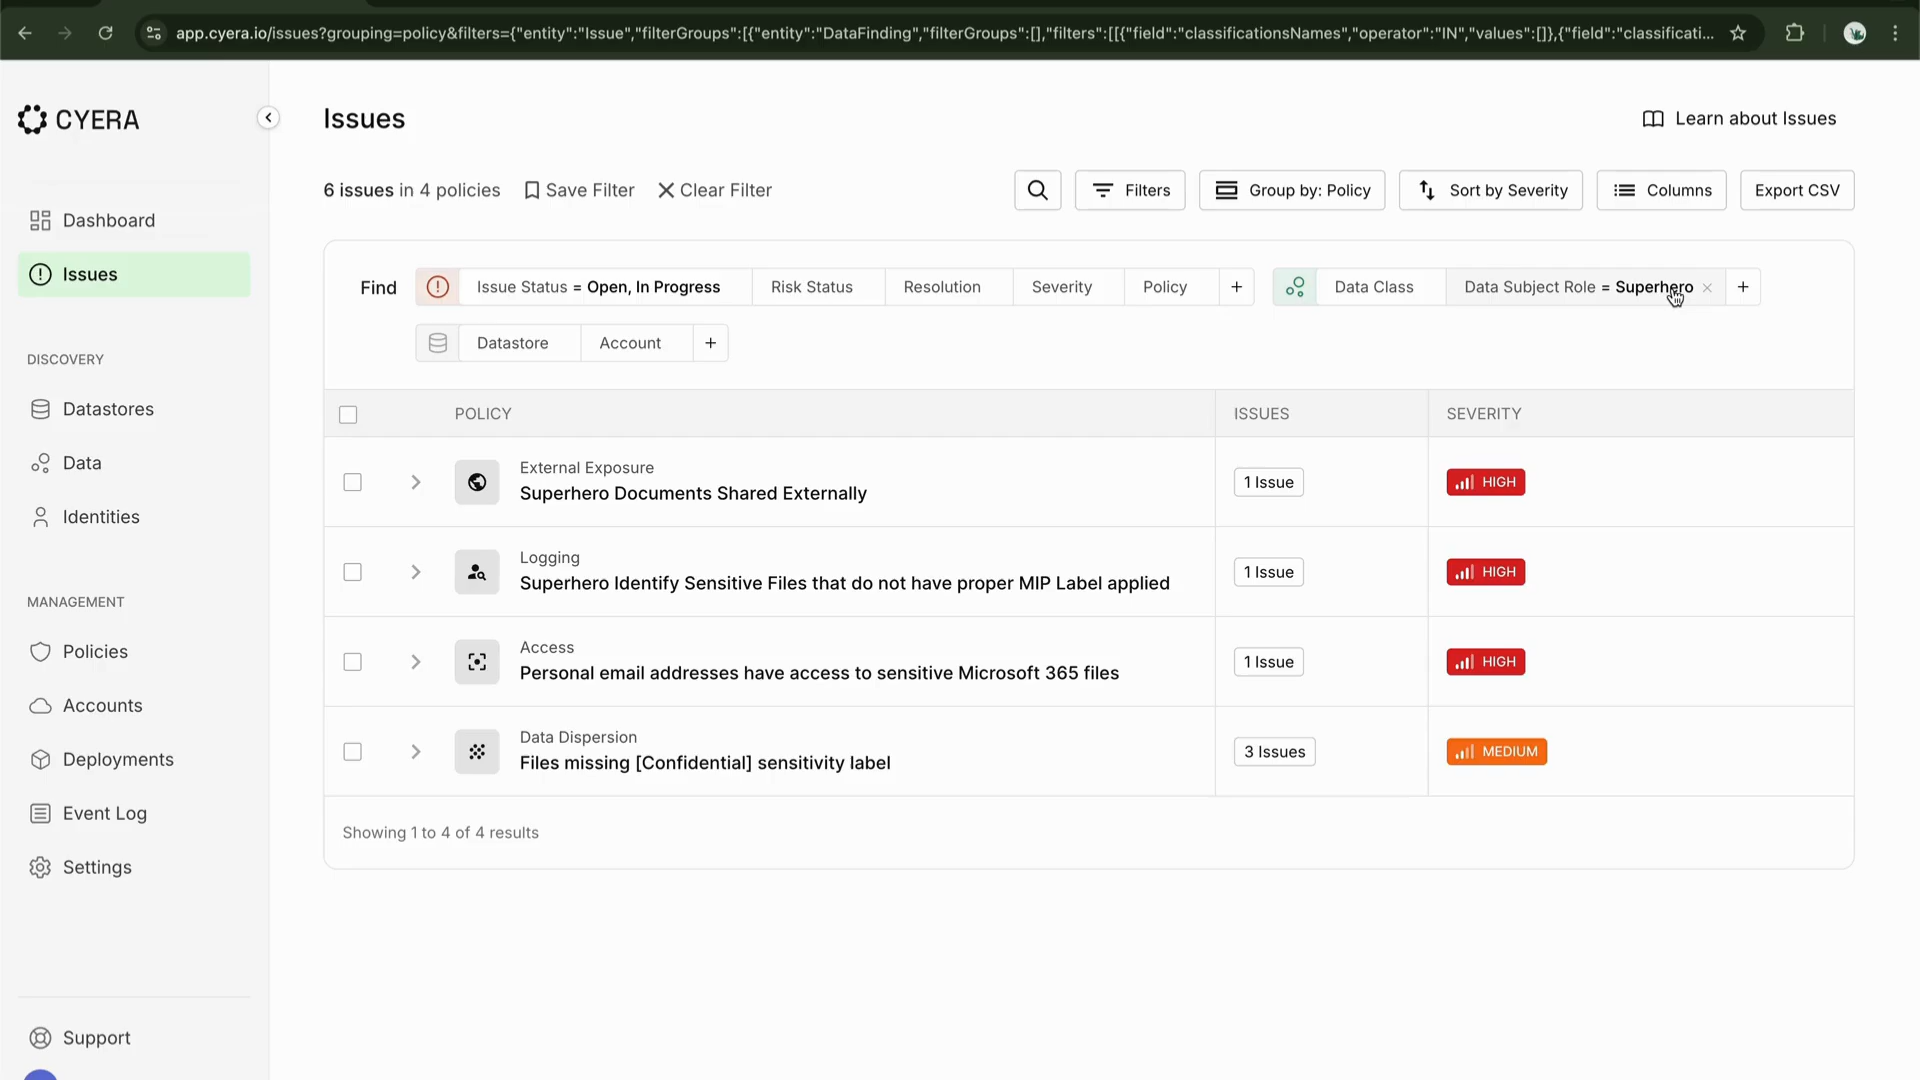 app.cyera.io/issues?grouping=policy&filters={"entity":"Issue","filterGroups":[{"entity":"DataFinding","filterGroups":[],"filters":[[{"field":"classificationsNames","operator":"IN","values":[]},{"field":"classificati...
CYERA
Issues
Learn about Issues
6 issues in 4 policies
Save Filter
Clear Filter
Filters
Group by: Policy
Sort by Severity
Columns
Export CSV
Dashboard
Issues
DISCOVERY
Datastores
Data
Identities
MANAGEMENT
Policies
Accounts
Deployments
Event Log
Settings
Support
Find
Issue Status = Open, In Progress
Risk Status
Resolution
Severity
Policy
+
Data Class
Data Subject Role = Superhero
+
Datastore
Account
+
POLICY
ISSUES
SEVERITY
External Exposure
Superhero Documents Shared Externally
1 Issue
HIGH
Logging
Superhero Identify Sensitive Files that do not have proper MIP Label applied
1 Issue
HIGH
Access
Personal email addresses have access to sensitive Microsoft 365 files
1 Issue
HIGH
Data Dispersion
Files missing [Confidential] sensitivity label
3 Issues
MEDIUM
Showing 1 to 4 of 4 results